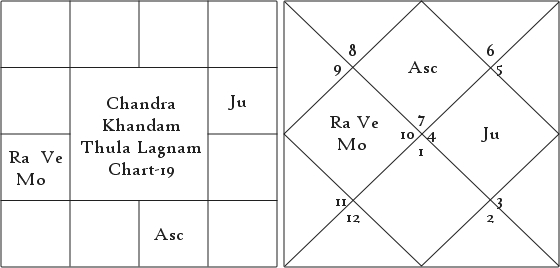 Ju
Chandra
Khandam
Thula Lagnam
Chart-19
Ra Ve
Mo
Asc
8
6
9
Asc
5
Ra Ve
Mo
7
10
4
1
Ju
11
12
3
2